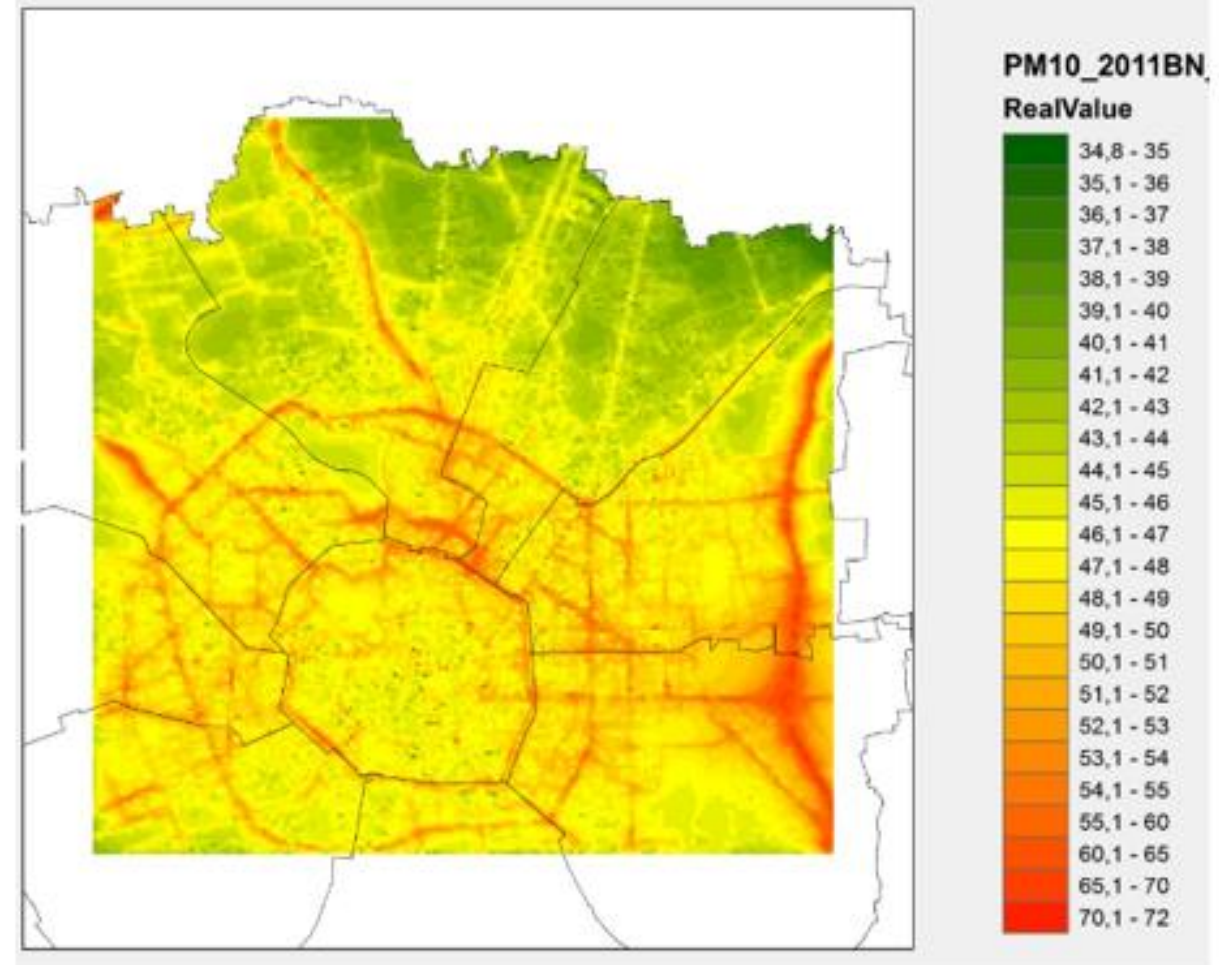 PM10_2011BN_
RealValue
34,8 - 35
35,1 - 36
36,1 - 37
37,1 - 38
38,1 - 39
39,1 - 40
40,1 - 41
41,1 - 42
42,1 - 43
43,1 - 44
44,1 - 45
45,1 - 46
46,1 - 47
47,1 - 48
48,1 - 49
49,1 - 50
50,1 - 51
51,1 - 52
52,1 - 53
53,1 - 54
54,1 - 55
55,1 - 60
60,1 - 65
65,1 - 70
70,1 - 72